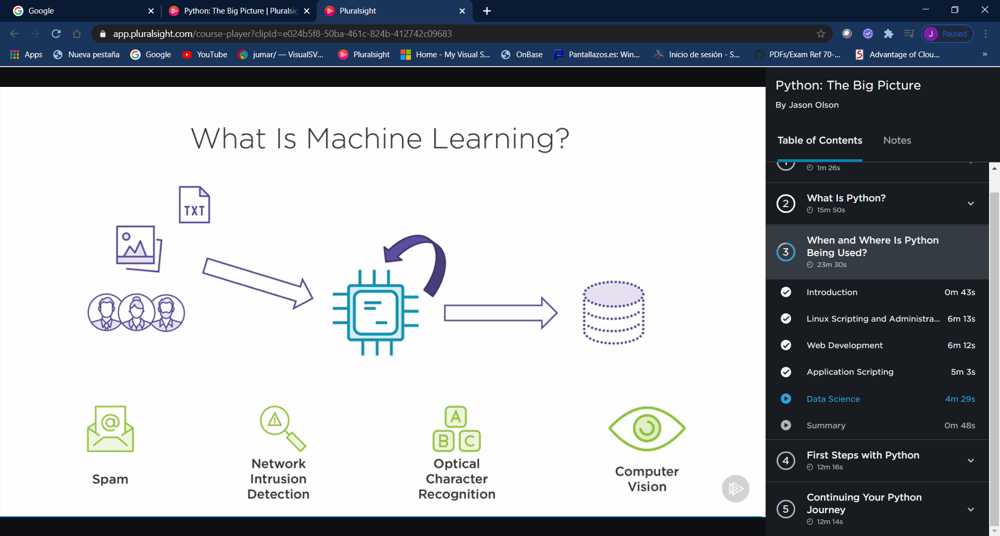 Google
Python: The Big Picture | Pluralsig
Pluralsight
app.pluralsight.com/course-player?clipId=e024b5f8-50ba-461c-824b-412742c09683
J Paused
Apps
Nueva pestaña
Google
YouTube
jumar/ — VisualSV...
Pluralsight
Home - My Visual S...
OnBase
Pantallazos.es: Win...
Inicio de sesión - S...
PDFs/Exam Ref 70-...
Advantage of Clou...
»
What Is Machine Learning?
TXT
@
A
B C
Spam
Network
Intrusion
Detection
Optical
Character
Recognition
Computer
Vision
Python: The Big Picture
By Jason Olson
Table of Contents Notes
1m 26s
2 What Is Python?
15m 50s
3 When and Where Is Python
Being Used?
23m 30s
Introduction 0m 43s
Linux Scripting and Administra... 6m 13s
Web Development 6m 12s
Application Scripting 5m 3s
Data Science 4m 29s
Summary 0m 48s
4 First Steps with Python
12m 16s
5 Continuing Your Python
Journey
12m 14s